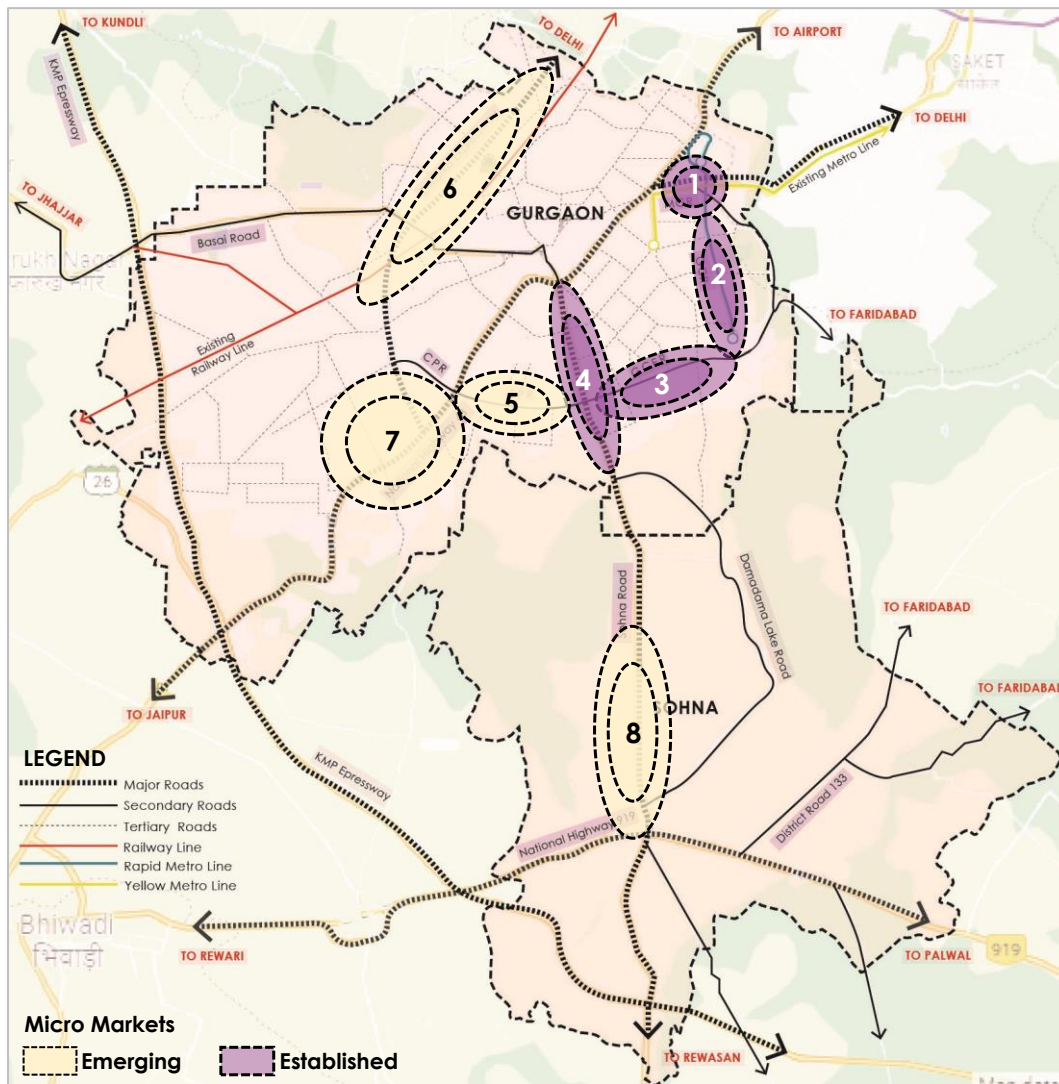 TO KUNDLI
TO DELHI
TO AIRPORT
KMP Epressway
SAKET
साकेत
TO DELHI
Existing Metro Line
1
TO JHAJJAR
6
GURGAON
Basai Road
rukh Nagar
फारुख नगर
2
TO FARIDABAD
Existing
Railway Line
CPR
4
3
5
7
26
Damadama Lake Road
Sohna Road
TO FARIDABAD
TO FARIDABAD
TO JAIPUR
SOHNA
8
LEGEND
Major Roads
Secondary Roads
Tertiary Roads
Railway Line
Rapid Metro Line
Yellow Metro Line
KMP Epressway
National Highway 919
District Road 133
Bhiwadi
भिवाड़ी
TO REWARI
TO PALWAL
919
Micro Markets
Emerging
Established
TO REWASAN